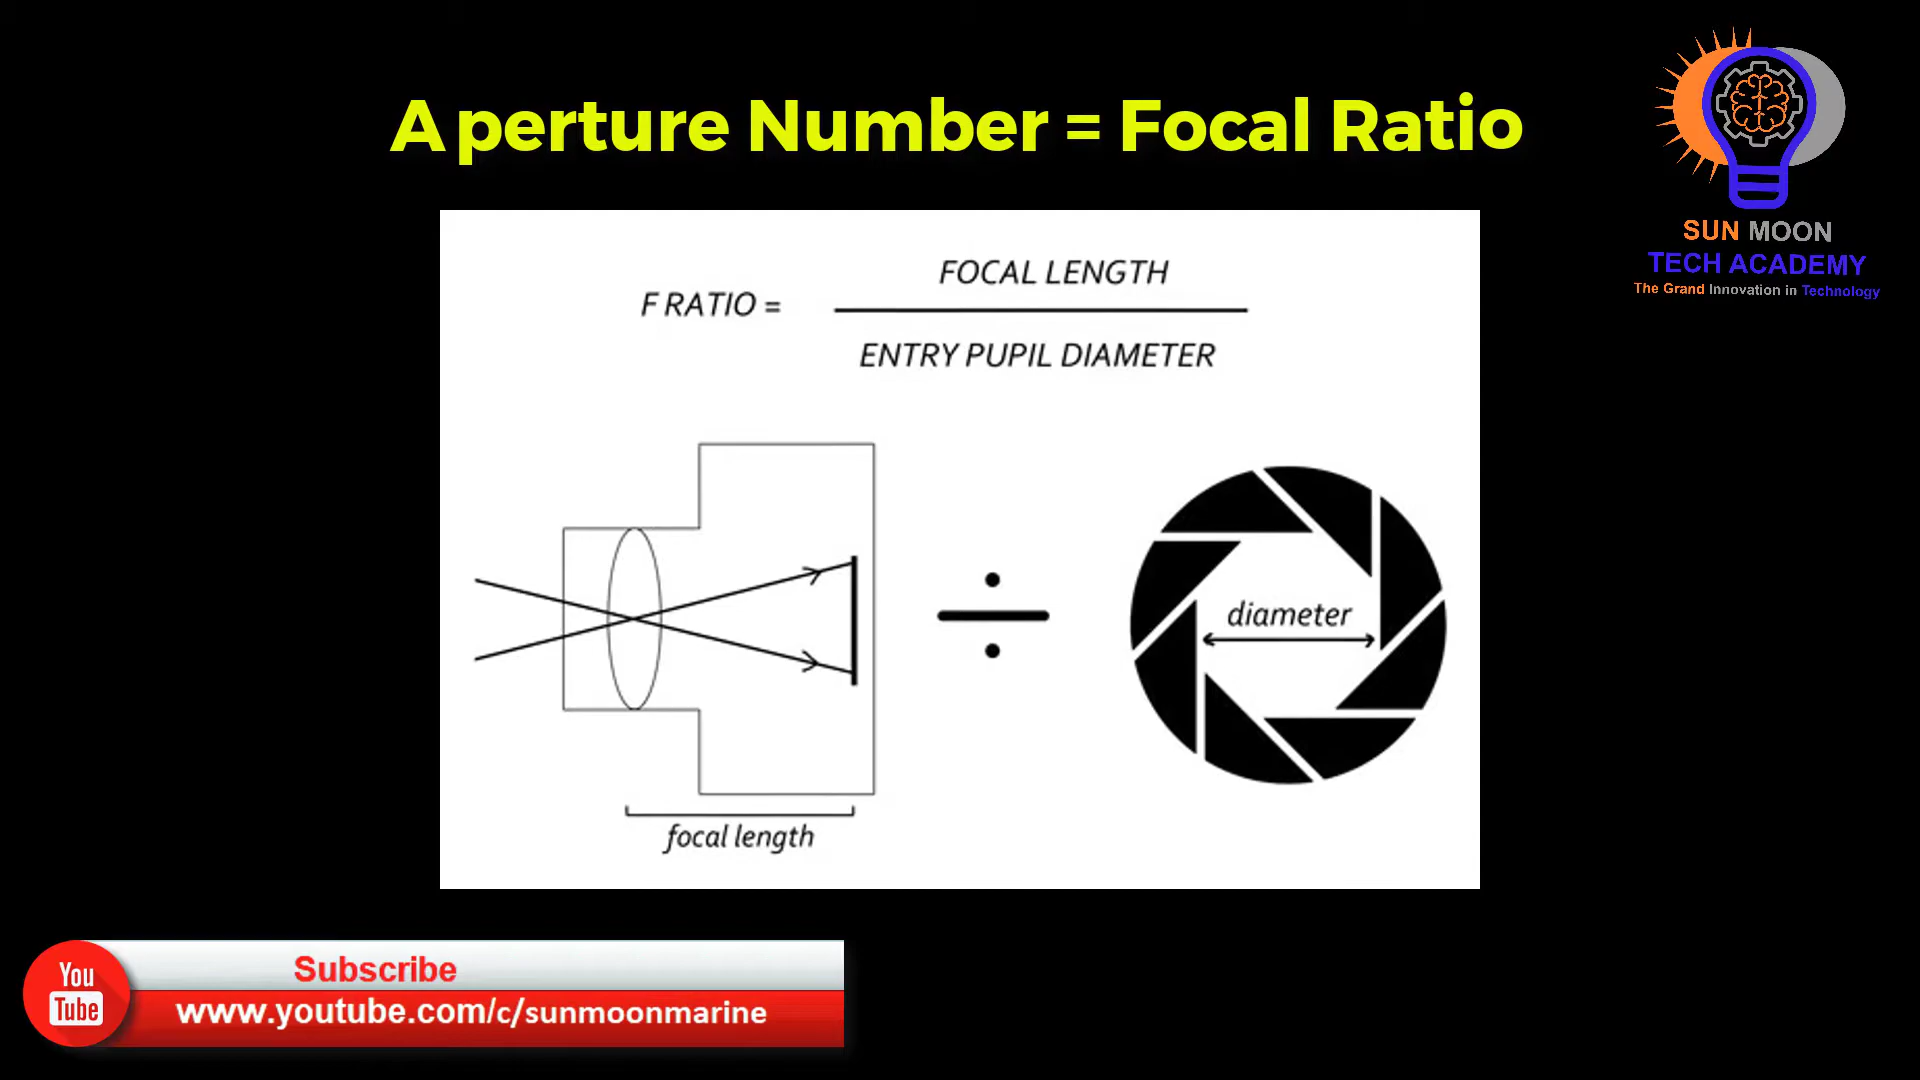 Aperture Number = Focal Ratio
SUN MOON
TECH ACADEMY
The Grand Innovation in Technology
FOCAL LENGTH
F RATIO =
ENTRY PUPIL DIAMETER
÷
diameter
focal length
You
Tube
Subscribe
www.youtube.com/c/sunmoonmarine